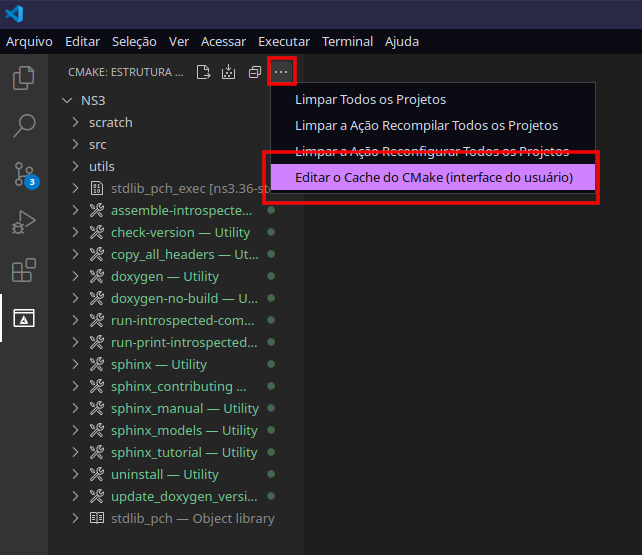 Arquivo Editar Seleção Ver Acessar Executar Terminal Ajuda
CMAKE: ESTRUTURA ...
Limpar Todos os Projetos
Limpar a Ação Recompilar Todos os Projetos
Limpar a Ação Reconfigurar Todos os Projetos
Editar o Cache do CMake (interface do usuário)
NS3
scratch
src
utils
stdlib_pch_exec [ns3.36-st
assemble-introspecte...
check-version — Utility
copy_all_headers — Ut...
doxygen — Utility
doxygen-no-build — U...
run-introspected-com...
run-print-introspected...
sphinx — Utility
sphinx_contributing ...
sphinx_manual — Utility
sphinx_models — Utility
sphinx_tutorial — Utility
uninstall — Utility
update_doxygen_versi...
stdlib_pch — Object library
3